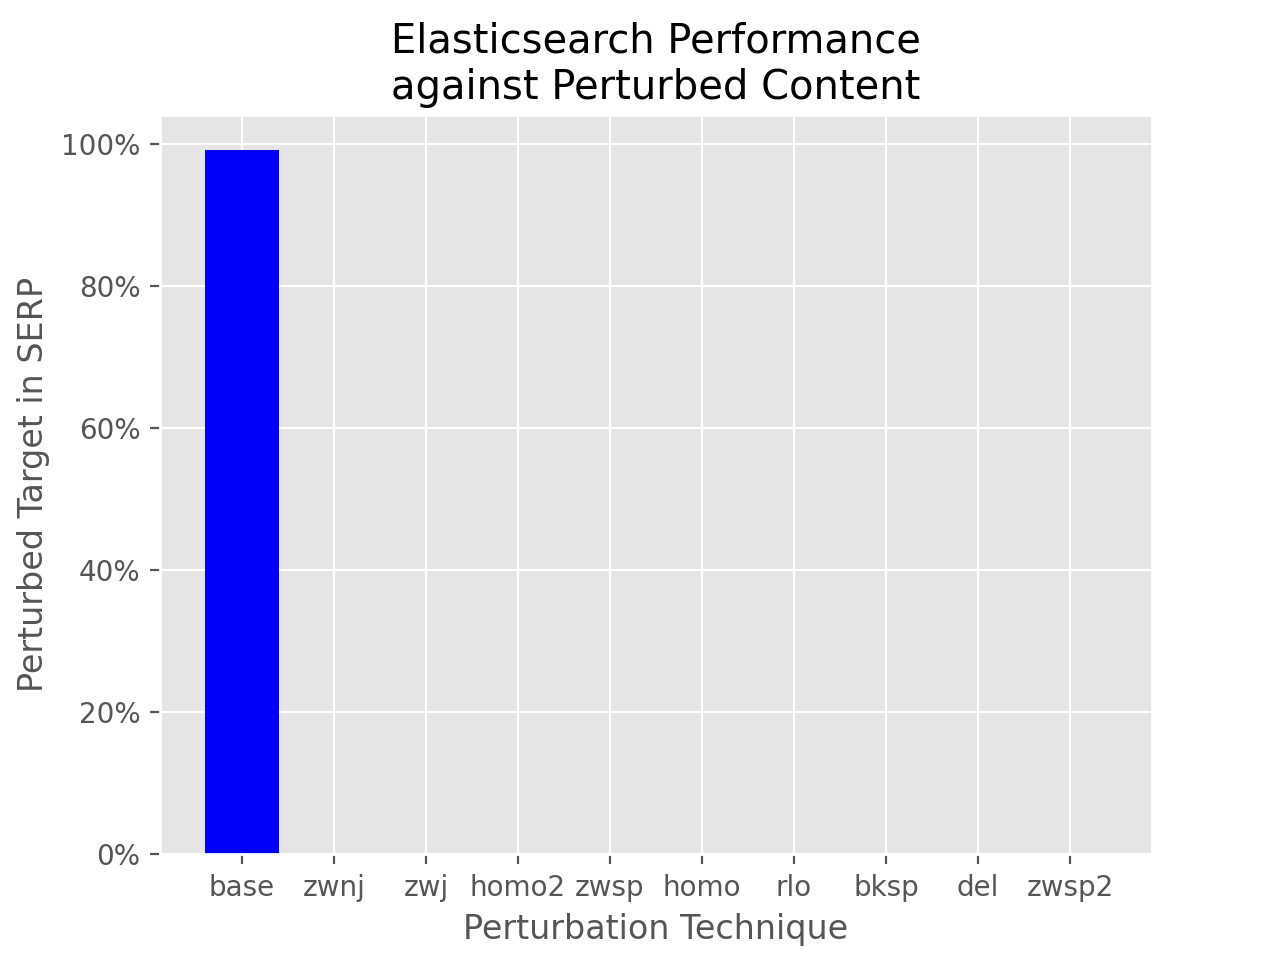 Elasticsearch Performance
against Perturbed Content
Perturbed Target in SERP
100%
80%
60%
40%
20%
0%
base zwnj zwj homo2 zwsp homo rlo bksp del zwsp2
Perturbation Technique